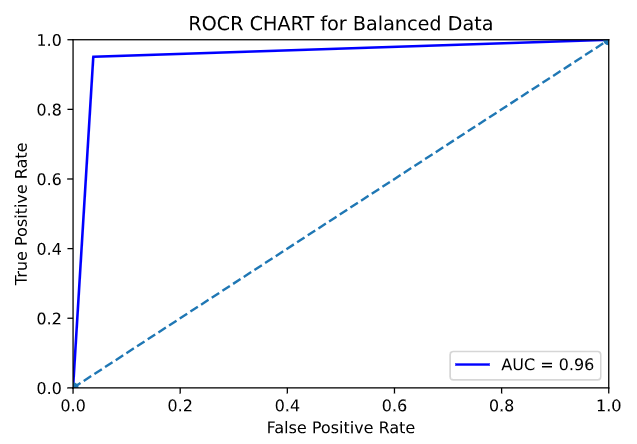 ROCR CHART for Balanced Data
True Positive Rate
1.0
0.8
0.6
0.4
0.2
0.0
AUC = 0.96
0.0 0.2 0.4 0.6 0.8 1.0
False Positive Rate